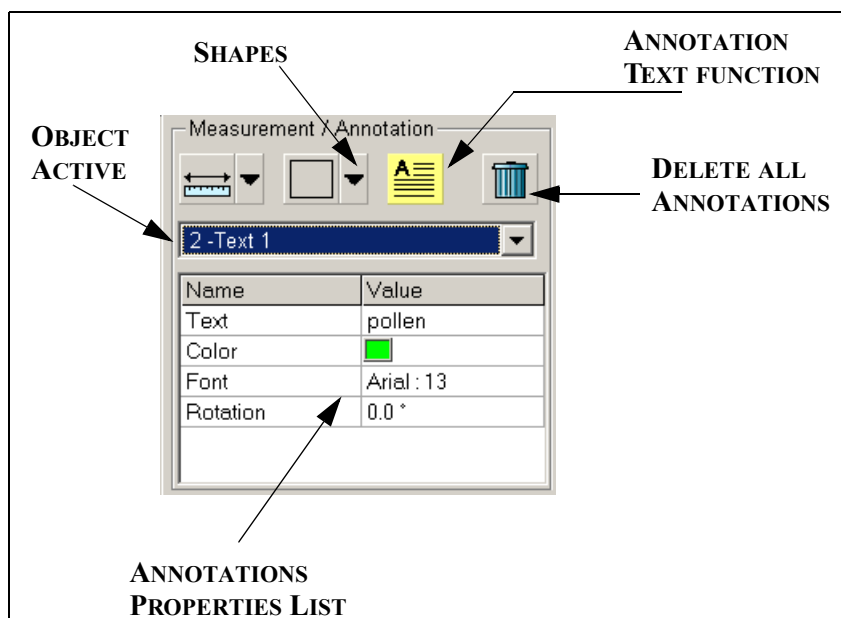 SHAPES
ANNOTATION
TEXT FUNCTION
OBJECT
ACTIVE
Measurement / Annotation
A
DELETE ALL
ANNOTATIONS
2 -Text 1
Name Value
Text pollen
Color
Font Arial : 13
Rotation 0.0 °
ANNOTATIONS
PROPERTIES LIST